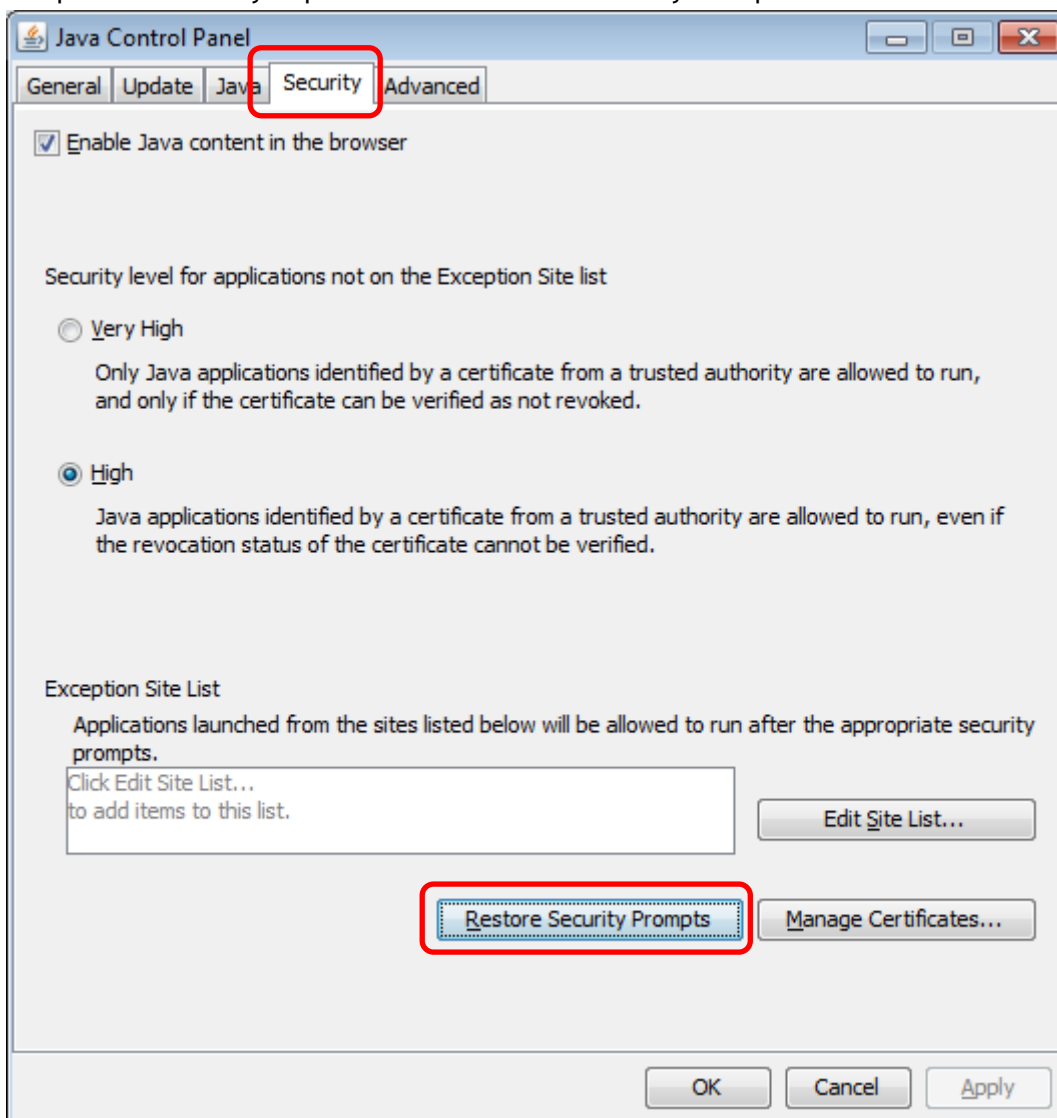 Java Control Panel
General Update Java Security Advanced
Enable Java content in the browser
Security level for applications not on the Exception Site list
Very High
Only Java applications identified by a certificate from a trusted authority are allowed to run,
and only if the certificate can be verified as not revoked.
High
Java applications identified by a certificate from a trusted authority are allowed to run, even if
the revocation status of the certificate cannot be verified.
Exception Site List
Applications launched from the sites listed below will be allowed to run after the appropriate security
prompts.
Click Edit Site List...
to add items to this list.
Edit Site List...
Restore Security Prompts Manage Certificates...
OK Cancel Apply